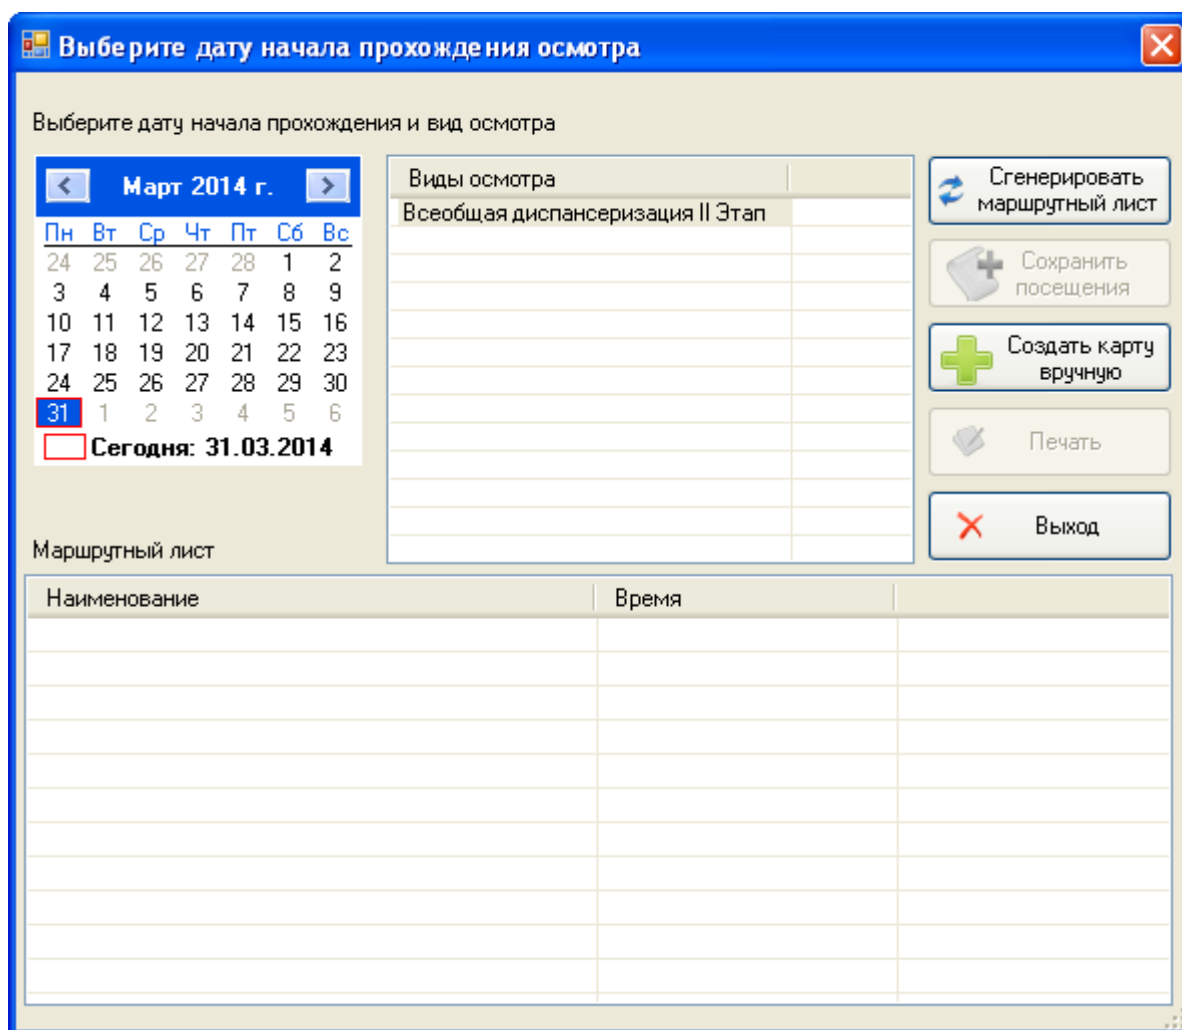 Выберите дату начала прохождения осмотра
Выберите дату начала прохождения и вид осмотра
Март 2014 г.
Пн Вт Ср Чт Пт Сб Вс
24 25 26 27 28 1 2
3 4 5 6 7 8 9
10 11 12 13 14 15 16
17 18 19 20 21 22 23
24 25 26 27 28 29 30
31 1 2 3 4 5 6
Сегодня: 31.03.2014
Виды осмотра
Всеобщая диспансеризация II Этап
Сгенерировать
маршрутный лист
Сохранить
посещения
Создать карту
вручную
Печать
Выход
Маршрутный лист
Наименование Время